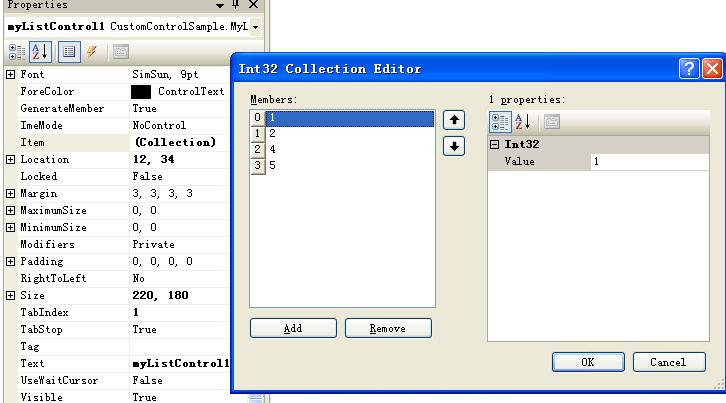 Properties
myListControl1 CustomControlSample.MyL
Font SimSun, 9pt
ForeColor ControlText
GenerateMember True
ImeMode NoControl
Item (Collection)
Location 12, 34
Locked False
Margin 3, 3, 3, 3
MaximumSize 0, 0
MinimumSize 0, 0
Modifiers Private
Padding 0, 0, 0, 0
RightToLeft No
Size 220, 180
TabIndex 1
TabStop True
Tag
Text myListControl1
UseWaitCursor False
Visible True
Int32 Collection Editor
Members:
0 1
1 2
2 4
3 5
Add Remove
1 properties:
Int32
Value 1
OK Cancel